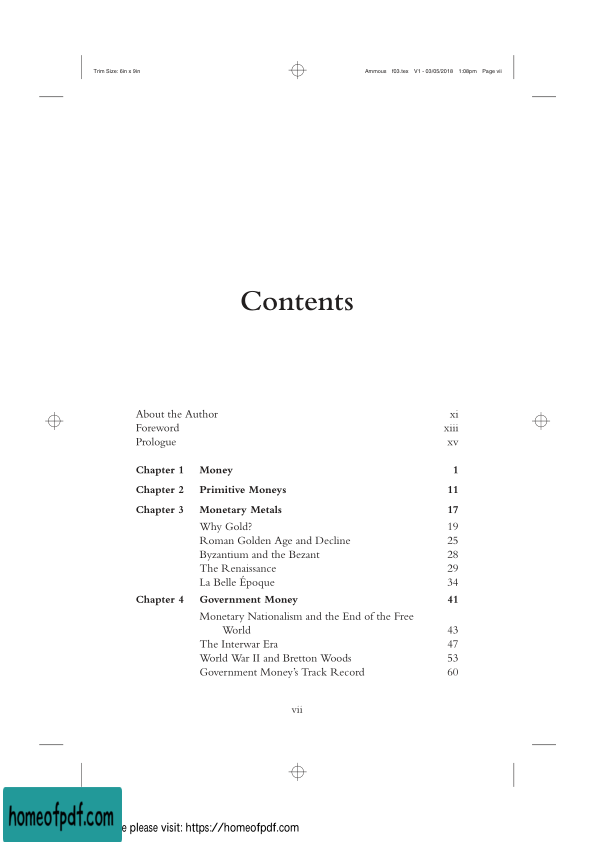 Trim Size: 6in x 9in Ammous f03.tex V1 - 03/05/2018 1:08pm Page vii
Contents
About the Author xi
Foreword xiii
Prologue xv
Chapter 1 Money 1
Chapter 2 Primitive Moneys 11
Chapter 3 Monetary Metals 17
Why Gold? 19
Roman Golden Age and Decline 25
Byzantium and the Bezant 28
The Renaissance 29
La Belle Époque 34
Chapter 4 Government Money 41
Monetary Nationalism and the End of the Free
World 43
The Interwar Era 47
World War II and Bretton Woods 53
Government Money’s Track Record 60
vii
homeofpdf.com
please visit: https://homeofpdf.com